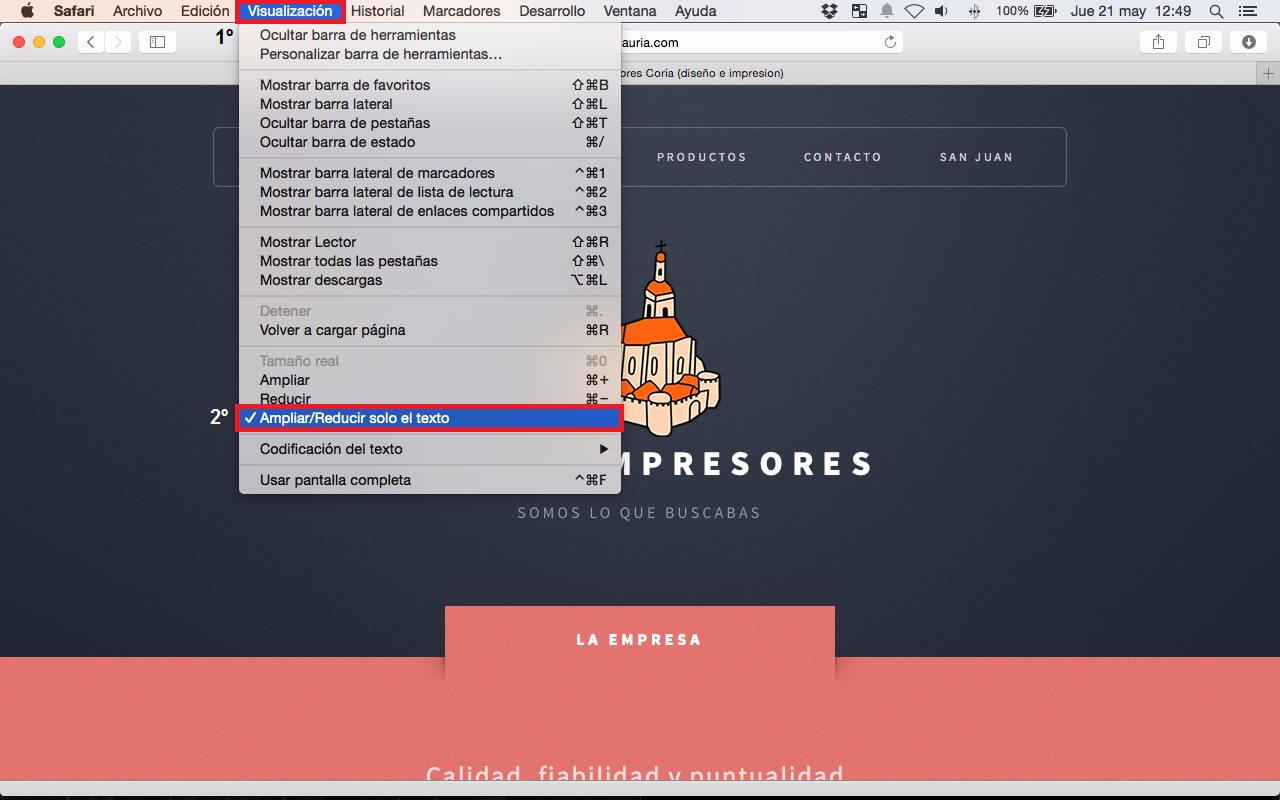 Safari Archivo Edición Visualización Historial Marcadores Desarrollo Ventana Ayuda 100% Jue 21 may 12:49
1º
Ocultar barra de herramientas
Personalizar barra de herramientas…
auria.com
Coria (diseño e impresion)
Mostrar barra de favoritos ⇧⌘B
Mostrar barra lateral ⇧⌘L
Ocultar barra de pestañas ⇧⌘T
Ocultar barra de estado ⌘/
Mostrar barra lateral de marcadores ^⌘1
Mostrar barra lateral de lista de lectura ^⌘2
Mostrar barra lateral de enlaces compartidos ^⌘3
Mostrar Lector ⇧⌘R
Mostrar todas las pestañas ⇧⌘\
Mostrar descargas ⌥⌘L
Detener ⌘.
Volver a cargar página ⌘R
Tamaño real ⌘0
Ampliar ⌘+
Reducir ⌘−
2º
✓ Ampliar/Reducir solo el texto
Codificación del texto ▶
Usar pantalla completa ^⌘F
PRODUCTOS CONTACTO SAN JUAN
MPRESORES
SOMOS LO QUE BUSCABAS
LA EMPRESA
Calidad, fiabilidad y puntualidad